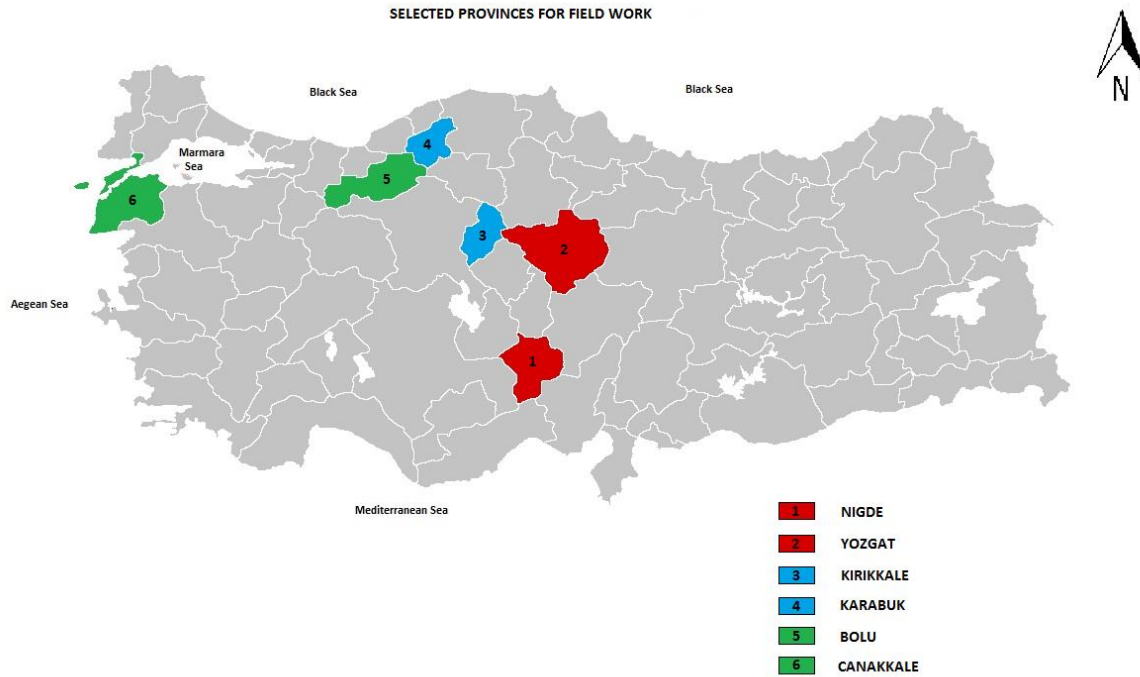 SELECTED PROVINCES FOR FIELD WORK
N
Black Sea
Black Sea
Marmara
Sea
4
5
6
3
2
Aegean Sea
1
Mediterranean Sea
1 NIGDE
2 YOZGAT
3 KIRIKKALE
4 KARABUK
5 BOLU
6 CANAKKALE